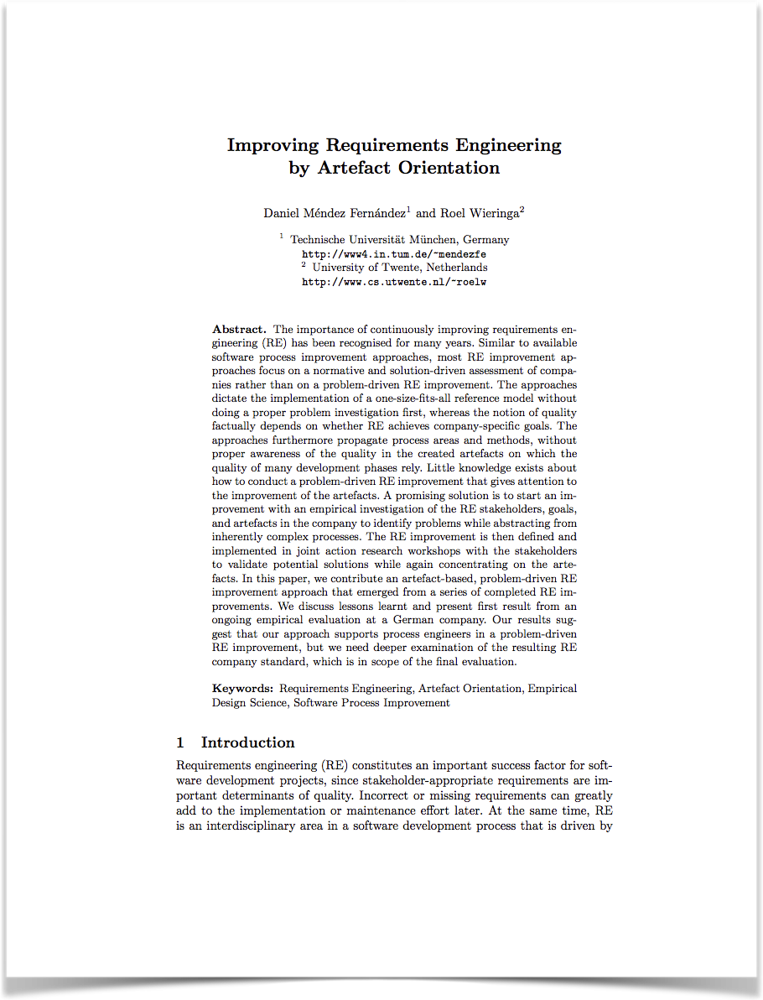 Improving Requirements Engineering
by Artefact Orientation
Daniel Méndez Fernández1 and Roel Wieringa2
1 Technische Universität München, Germany
http://www4.in.tum.de/~mendezfe
2 University of Twente, Netherlands
http://www.cs.utwente.nl/~roelw
Abstract. The importance of continuously improving requirements en-
gineering (RE) has been recognised for many years. Similar to available
software process improvement approaches, most RE improvement ap-
proaches focus on a normative and solution-driven assessment of compa-
nies rather than on a problem-driven RE improvement. The approaches
dictate the implementation of a one-size-fits-all reference model without
doing a proper problem investigation first, whereas the notion of quality
factually depends on whether RE achieves company-specific goals. The
approaches furthermore propagate process areas and methods, without
proper awareness of the quality in the created artefacts on which the
quality of many development phases rely. Little knowledge exists about
how to conduct a problem-driven RE improvement that gives attention to
the improvement of the artefacts. A promising solution is to start an im-
provement with an empirical investigation of the RE stakeholders, goals,
and artefacts in the company to identify problems while abstracting from
inherently complex processes. The RE improvement is then defined and
implemented in joint action research workshops with the stakeholders
to validate potential solutions while again concentrating on the arte-
facts. In this paper, we contribute an artefact-based, problem-driven RE
improvement approach that emerged from a series of completed RE im-
provements. We discuss lessons learnt and present first result from an
ongoing empirical evaluation at a German company. Our results sug-
gest that our approach supports process engineers in a problem-driven
RE improvement, but we need deeper examination of the resulting RE
company standard, which is in scope of the final evaluation.
Keywords: Requirements Engineering, Artefact Orientation, Empirical
Design Science, Software Process Improvement
1 Introduction
Requirements engineering (RE) constitutes an important success factor for soft-
ware development projects, since stakeholder-appropriate requirements are im-
portant determinants of quality. Incorrect or missing requirements can greatly
add to the implementation or maintenance effort later. At the same time, RE
is an interdisciplinary area in a software development process that is driven by